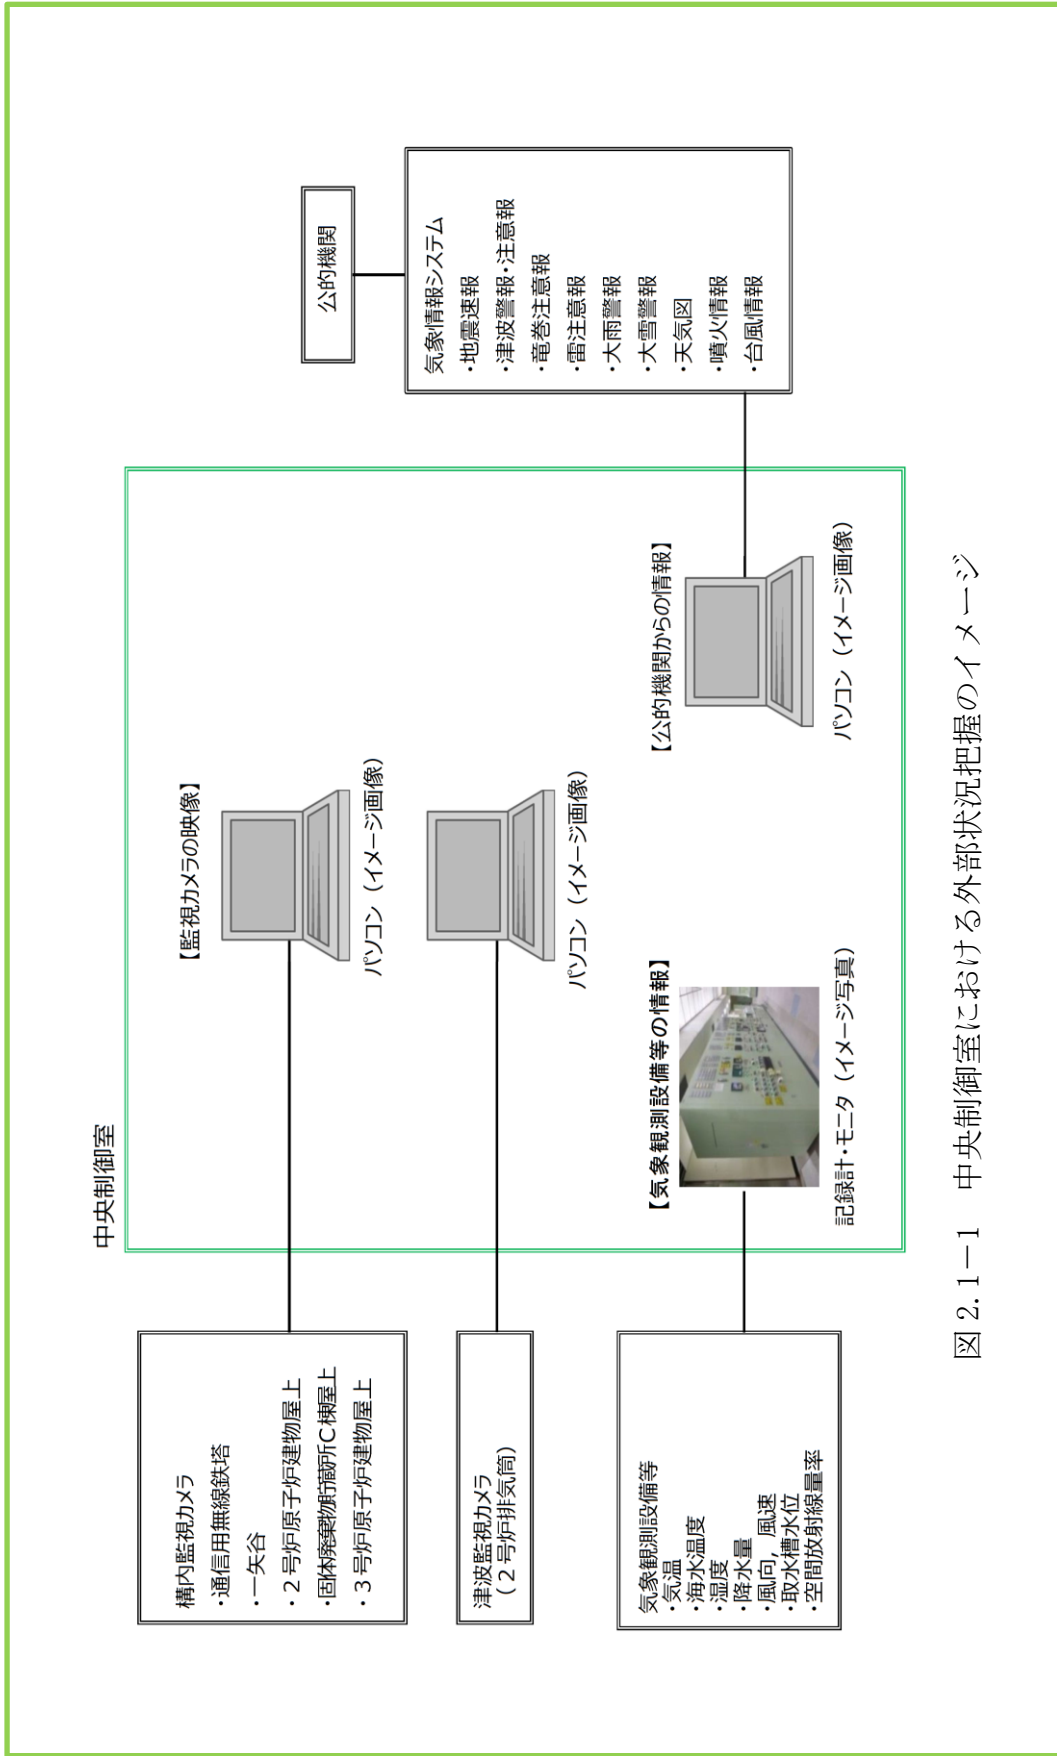 中央制御室
構内監視カメラ
・通信用無線鉄塔
・一矢谷
・２号炉原子炉建物屋上
・固体廃棄物貯蔵所C棟屋上
・３号炉原子炉建物屋上
津波監視カメラ
（２号炉排気筒）
気象観測設備等
・気温
・海水温度
・湿度
・降水量
・風向，風速
・取水槽水位
・空間放射線量率
【監視カメラの映像】
パソコン（イメージ画像）
パソコン（イメージ画像）
【気象観測設備等の情報】
記録計・モニタ（イメージ写真）
【公的機関からの情報】
パソコン（イメージ画像）
公的機関
気象情報システム
・地震速報
・津波警報・注意報
・竜巻注意報
・雷注意報
・大雨警報
・大雪警報
・天気図
・噴火情報
・台風情報
図 2.1－1　中央制御室における外部状況把握のイメージ